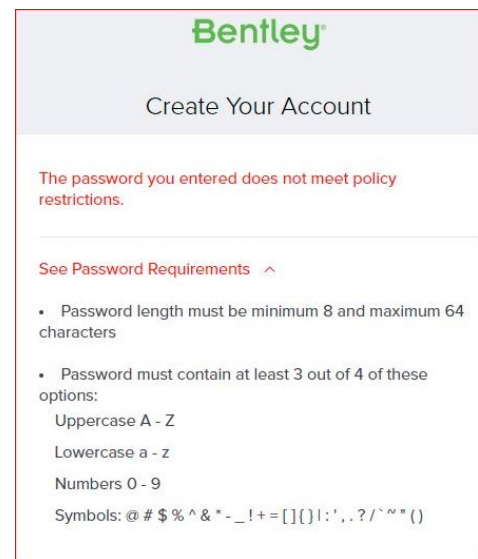 Bentley
Create Your Account
The password you entered does not meet policy
restrictions.
See Password Requirements
• Password length must be minimum 8 and maximum 64
characters
• Password must contain at least 3 out of 4 of these
options:
Uppercase A - Z
Lowercase a - z
Numbers 0 - 9
Symbols: @ # $ % ^ & * - _ ! + = [ ] { } | : ' , . ? / ` ~ " ( )